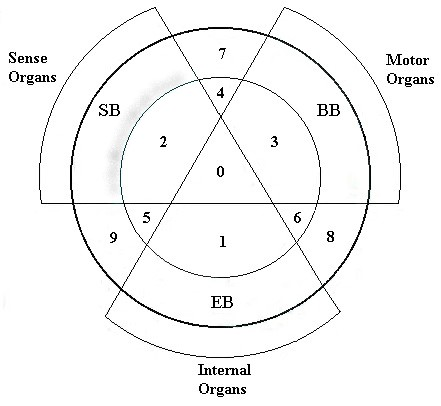 7
Sense
Organs
Motor
Organs
4
SB
BB
2
3
0
5
6
9
8
1
EB
Internal
Organs